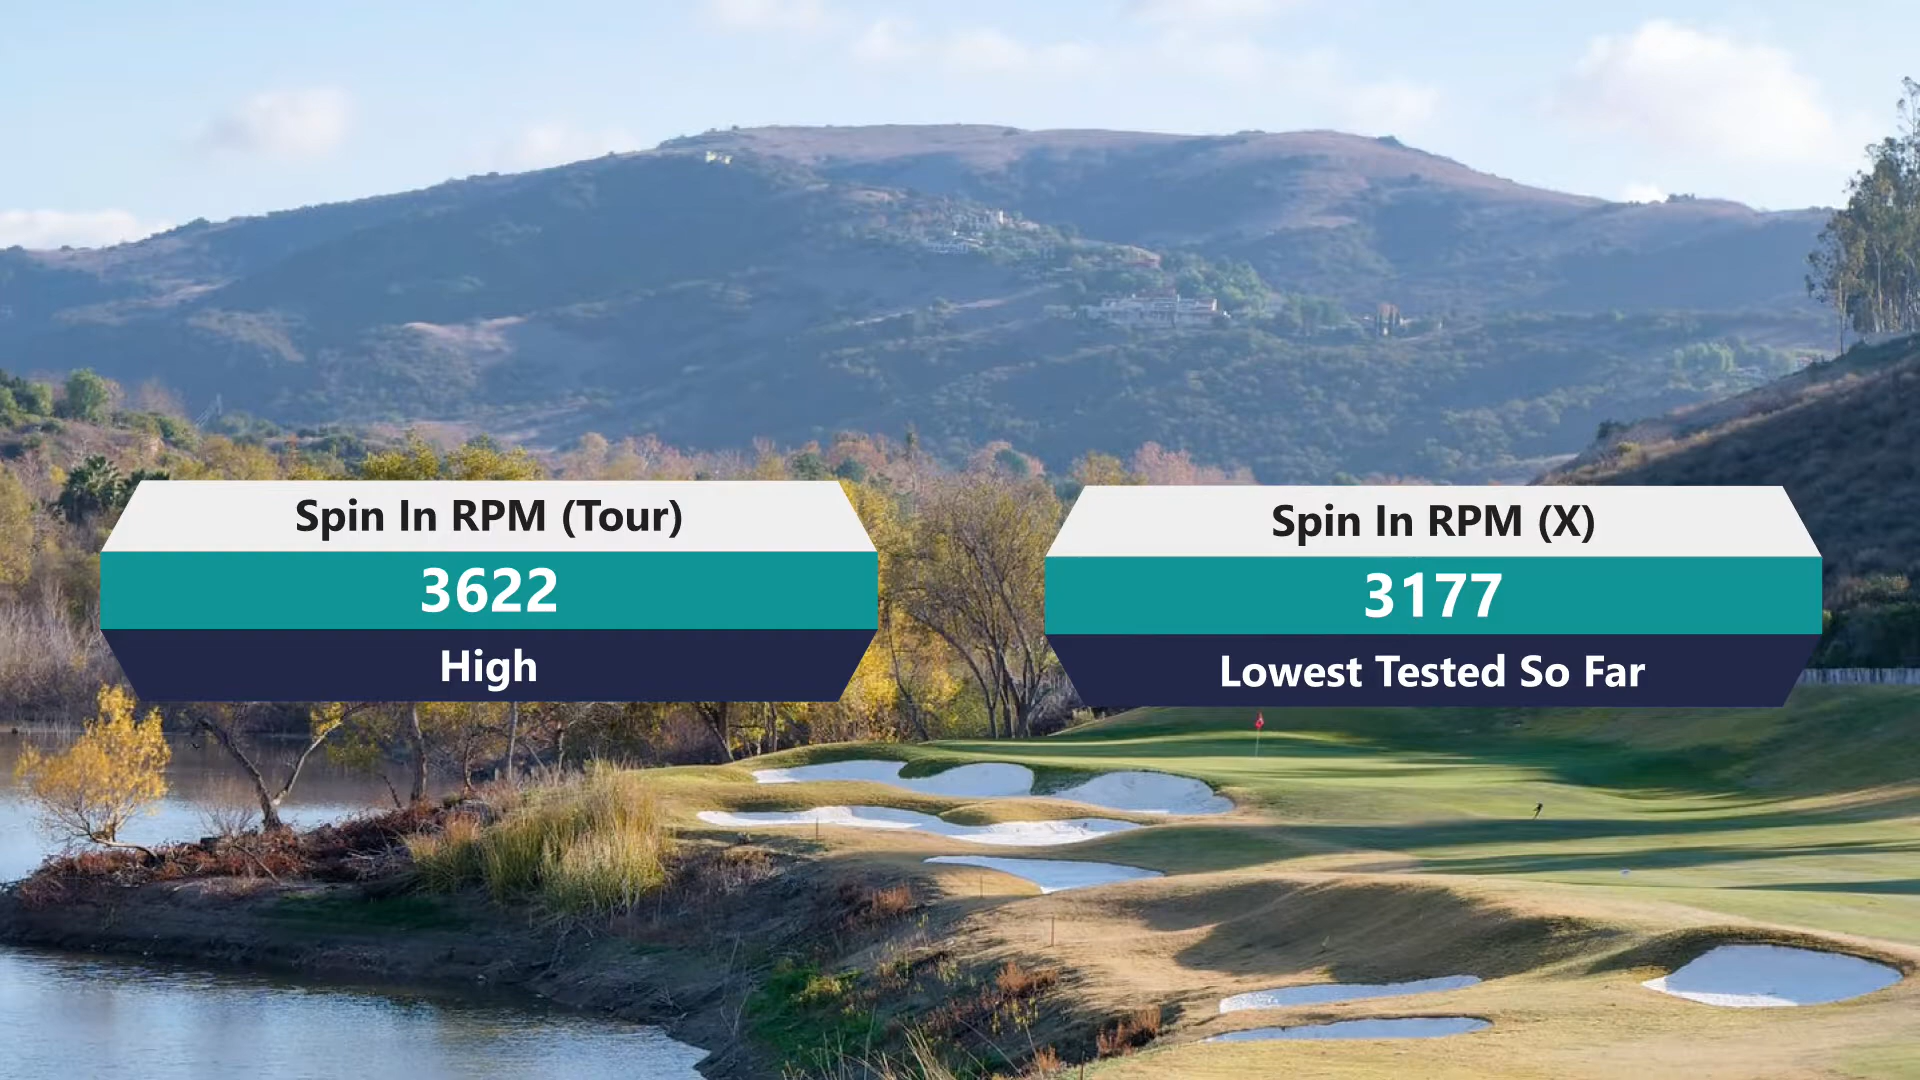 Spin In RPM (Tour)
3622
High
Spin In RPM (X)
3177
Lowest Tested So Far